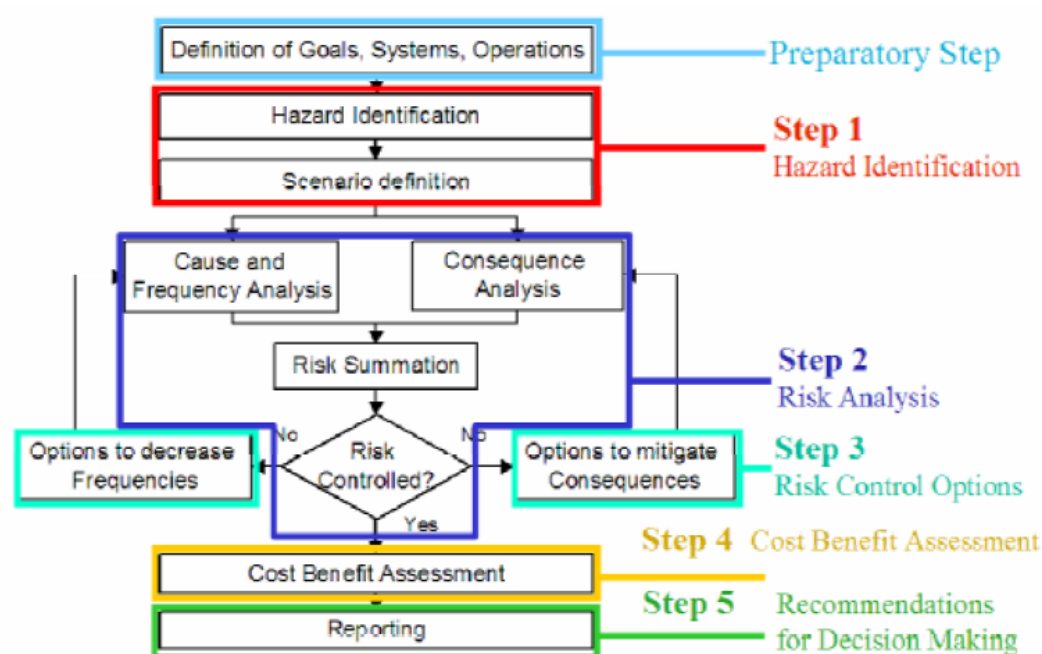 Definition of Goals, Systems, Operations
Preparatory Step
Hazard Identification
Step 1
Hazard Identification
Scenario definition
Cause and
Frequency Analysis
Consequence
Analysis
Risk Summation
Step 2
Risk Analysis
No
No
Options to decrease
Frequencies
Risk
Controlled?
Options to mitigate
Consequences
Step 3
Risk Control Options
Yes
Step 4 Cost Benefit Assessment
Cost Benefit Assessment
Step 5 Recommendations
for Decision Making
Reporting